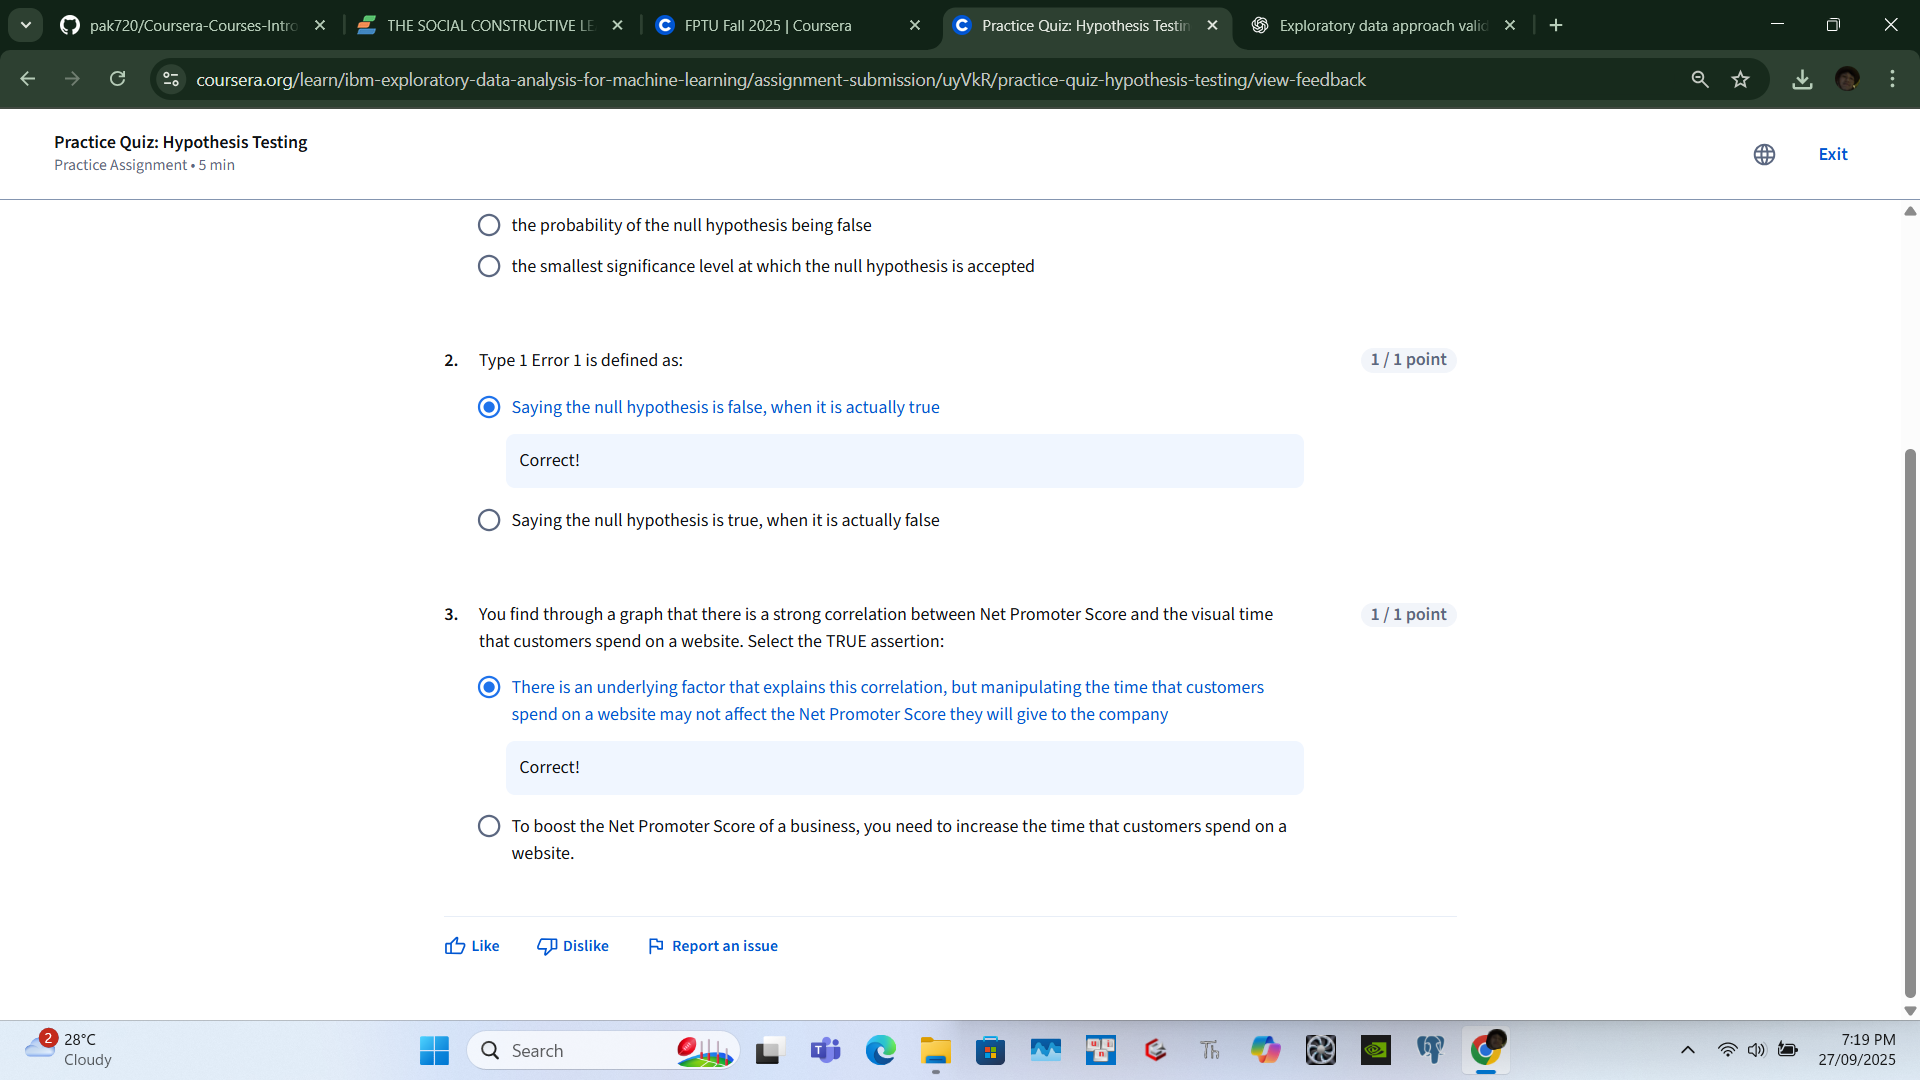 pak720/Coursera-Courses-Intro
THE SOCIAL CONSTRUCTIVE LE
FPTU Fall 2025 | Coursera
Practice Quiz: Hypothesis Testin
Exploratory data approach valid
coursera.org/learn/ibm-exploratory-data-analysis-for-machine-learning/assignment-submission/uyVkR/practice-quiz-hypothesis-testing/view-feedback
Practice Quiz: Hypothesis Testing
Practice Assignment • 5 min
Exit
the probability of the null hypothesis being false
the smallest significance level at which the null hypothesis is accepted
2. Type 1 Error 1 is defined as:
1 / 1 point
Saying the null hypothesis is false, when it is actually true
Correct!
Saying the null hypothesis is true, when it is actually false
3. You find through a graph that there is a strong correlation between Net Promoter Score and the visual time
that customers spend on a website. Select the TRUE assertion:
1 / 1 point
There is an underlying factor that explains this correlation, but manipulating the time that customers
spend on a website may not affect the Net Promoter Score they will give to the company
Correct!
To boost the Net Promoter Score of a business, you need to increase the time that customers spend on a
website.
Like
Dislike
Report an issue
2
28°C
Cloudy
Search
Th
7:19 PM
27/09/2025